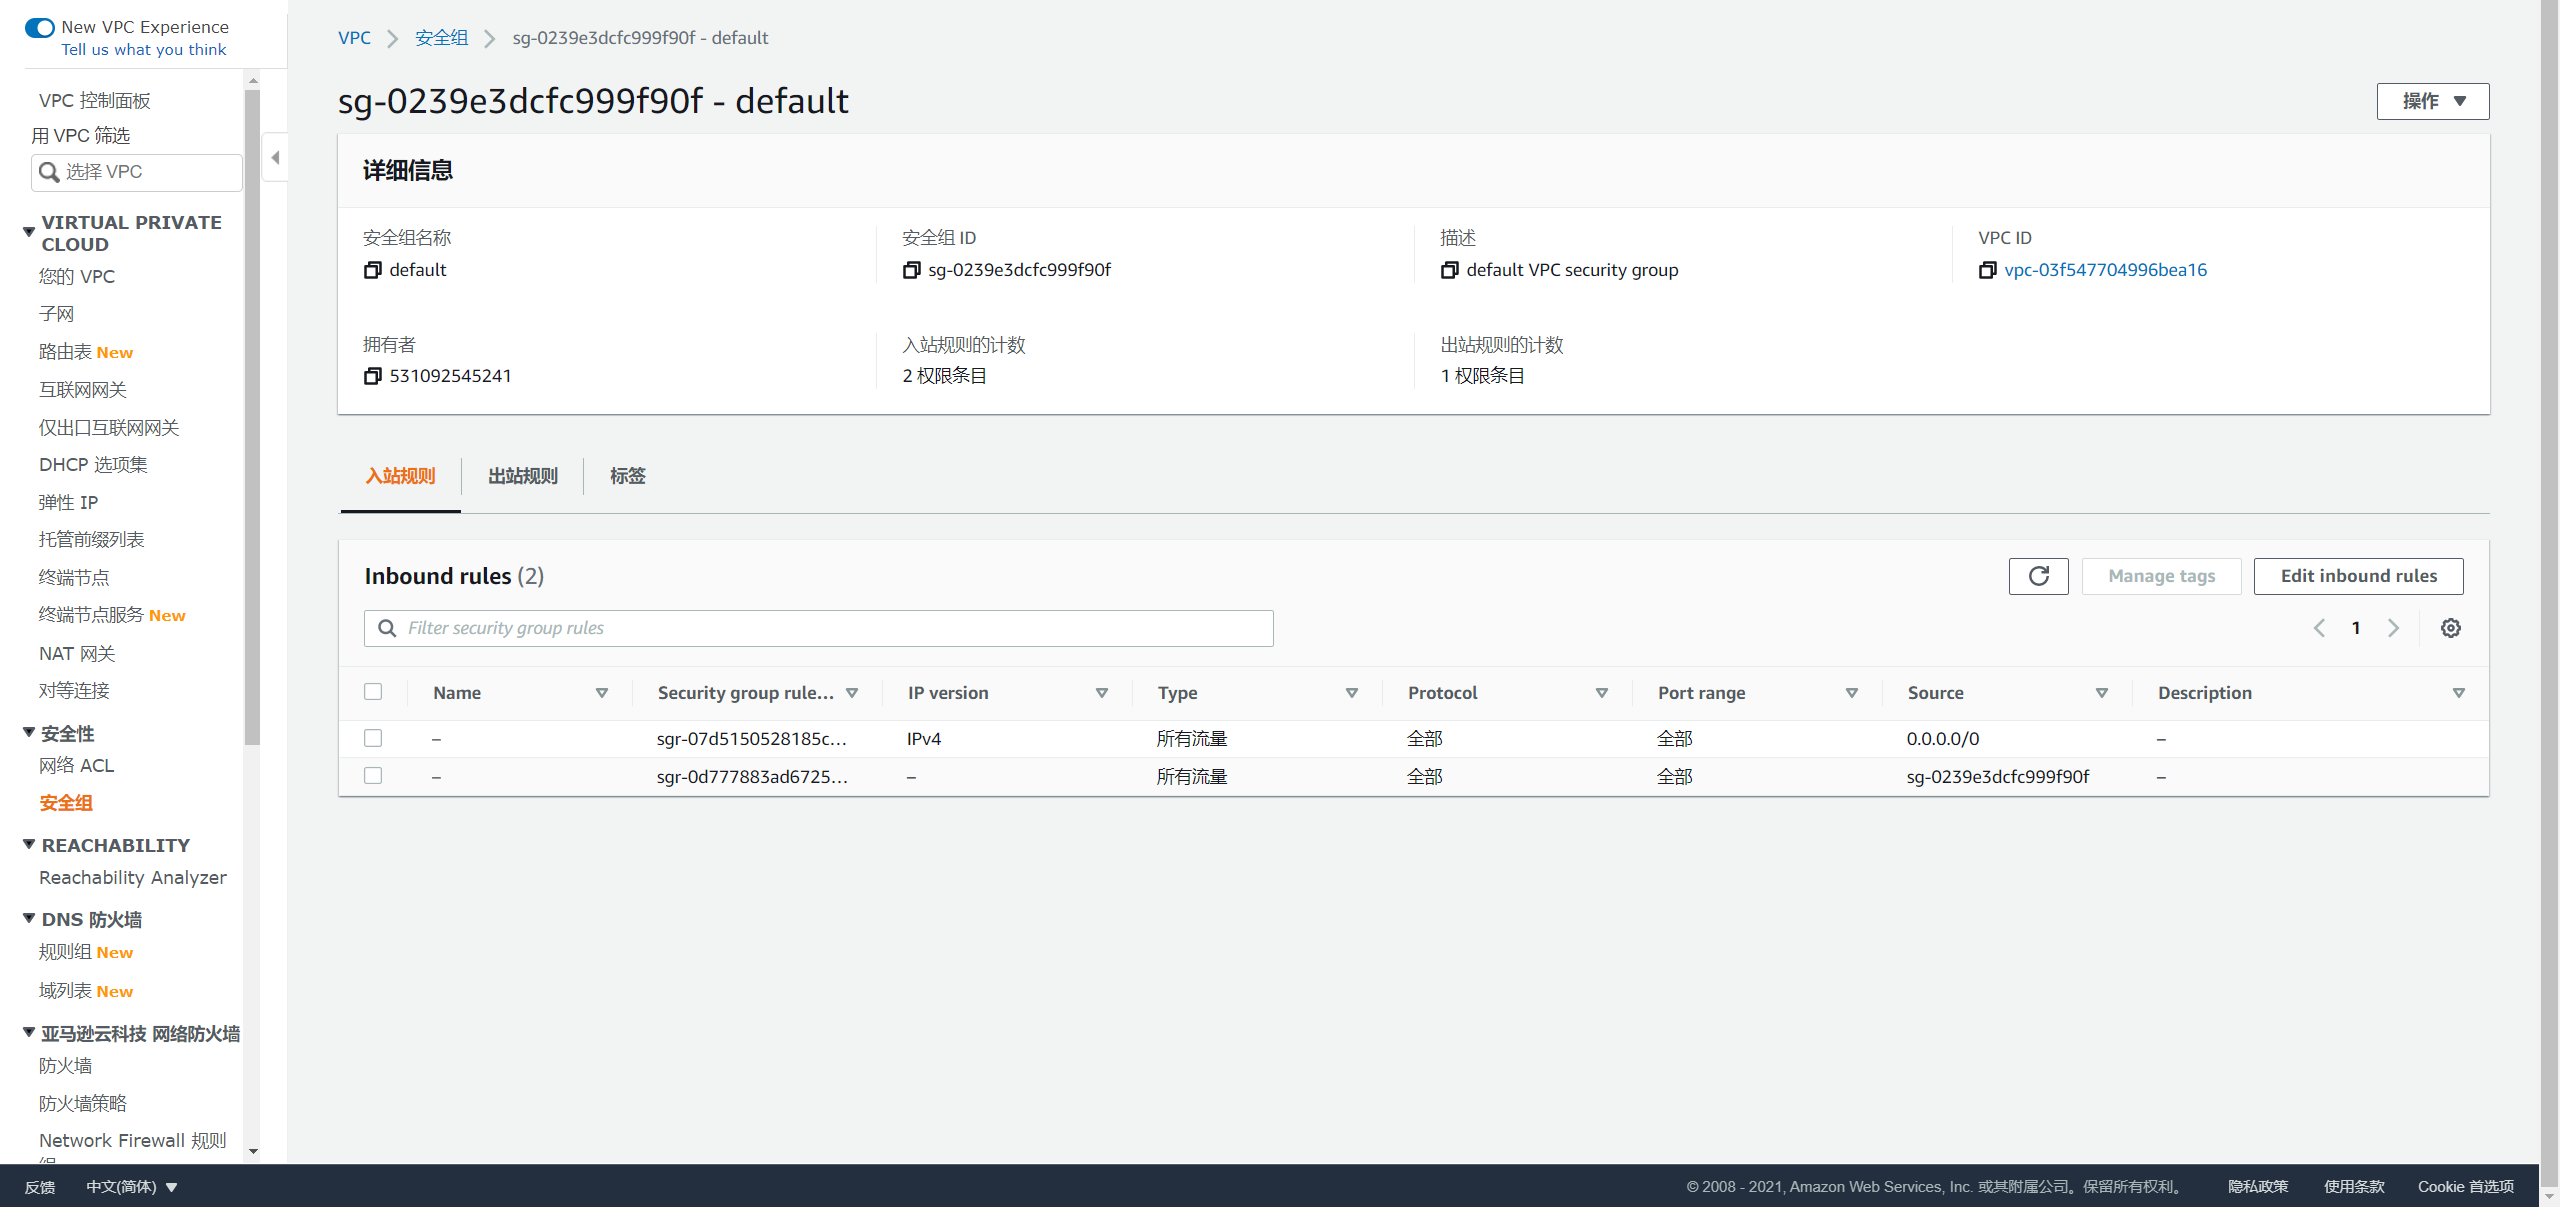 New VPC Experience
Tell us what you think
VPC 控制面板
用 VPC 筛选
选择 VPC
VIRTUAL PRIVATE
CLOUD
您的 VPC
子网
路由表 New
互联网网关
仅出口互联网网关
DHCP 选项集
弹性 IP
托管前缀列表
终端节点
终端节点服务 New
NAT 网关
对等连接
安全性
网络 ACL
安全组
REACHABILITY
Reachability Analyzer
DNS 防火墙
规则组 New
域列表 New
亚马逊云科技 网络防火墙
防火墙
防火墙策略
Network Firewall 规则
VPC 安全组 sg-0239e3dcfc999f90f - default
sg-0239e3dcfc999f90f - default
操作
详细信息
安全组名称 安全组 ID 描述 VPC ID
default sg-0239e3dcfc999f90f default VPC security group vpc-03f547704996bea16
拥有者 入站规则的计数 出站规则的计数
531092545241 2 权限条目 1 权限条目
入站规则 出站规则 标签
Inbound rules (2) Manage tags Edit inbound rules
Filter security group rules 1
Name Security group rule... IP version Type Protocol Port range Source Description
– sgr-07d5150528185c... IPv4 所有流量 全部 全部 0.0.0.0/0 –
– sgr-0d777883ad6725... – 所有流量 全部 全部 sg-0239e3dcfc999f90f –
反馈 中文(简体) © 2008 - 2021, Amazon Web Services, Inc. 或其附属公司。保留所有权利。 隐私政策 使用条款 Cookie 首选项